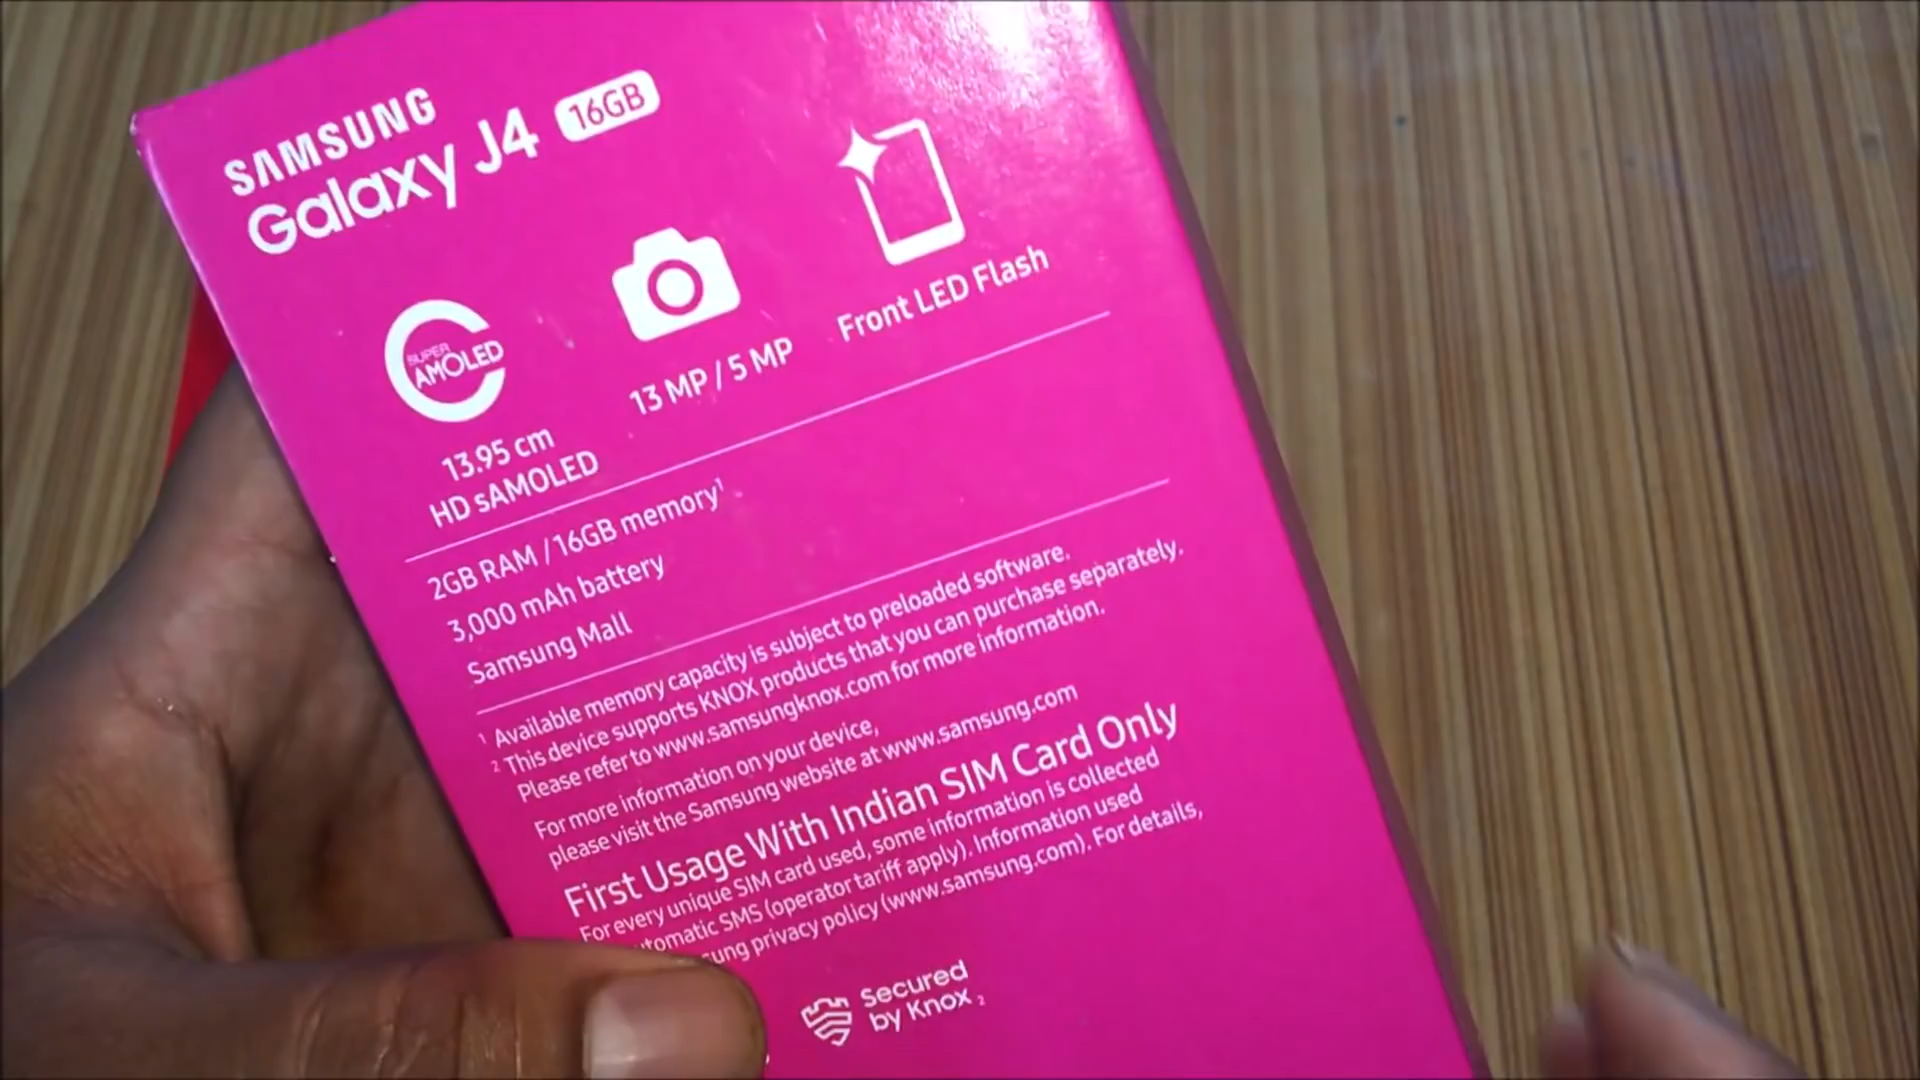 SAMSUNG
Galaxy J4 16GB
SUPER
AMOLED
13.95 cm
HD sAMOLED
13 MP / 5 MP
Front LED Flash
2GB RAM / 16GB memory¹
3,000 mAh battery
Samsung Mall
¹ Available memory capacity is subject to preloaded software.
² This device supports KNOX products that you can purchase separately.
Please refer to www.samsungknox.com for more information.
For more information on your device,
please visit the Samsung website at www.samsung.com
First Usage With Indian SIM Card Only
For every unique SIM card used, some information is collected
SMS (operator tariff apply). Information used
privacy policy (www.samsung.com). For details,
Secured
by Knox ²